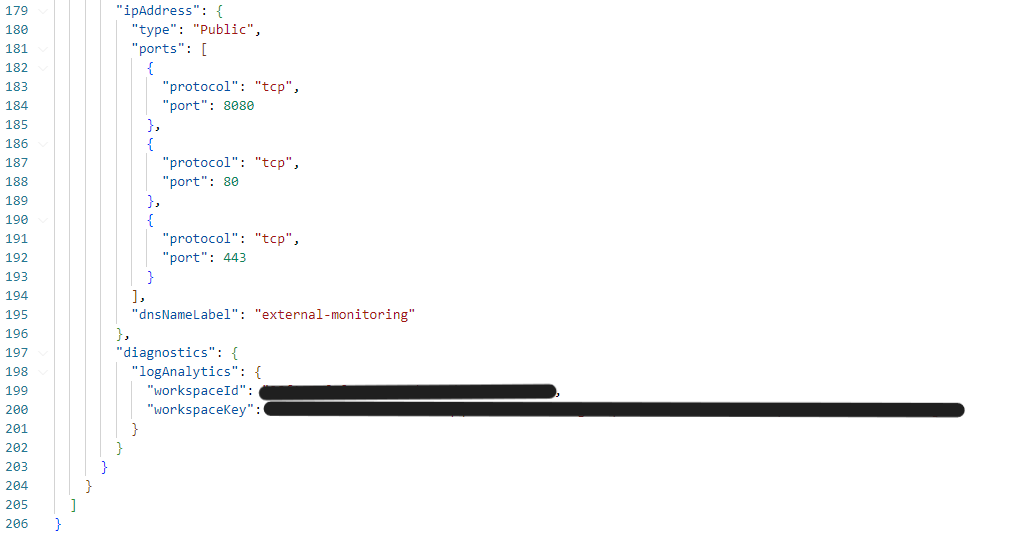 179 "ipAddress": {
180 "type": "Public",
181 "ports": [
182 {
183 "protocol": "tcp",
184 "port": 8080
185 },
186 {
187 "protocol": "tcp",
188 "port": 80
189 },
190 {
191 "protocol": "tcp",
192 "port": 443
193 }
194 ],
195 "dnsNameLabel": "external-monitoring"
196 },
197 "diagnostics": {
198 "logAnalytics": {
199 "workspaceId": ,
200 "workspaceKey":
201 }
202 }
203 }
204 }
205 ]
206 }